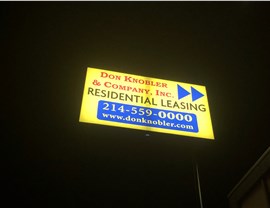 Don Knobler
& Company, Inc.
RESIDENTIAL LEASING
214-559-0000
www.donknobler.com